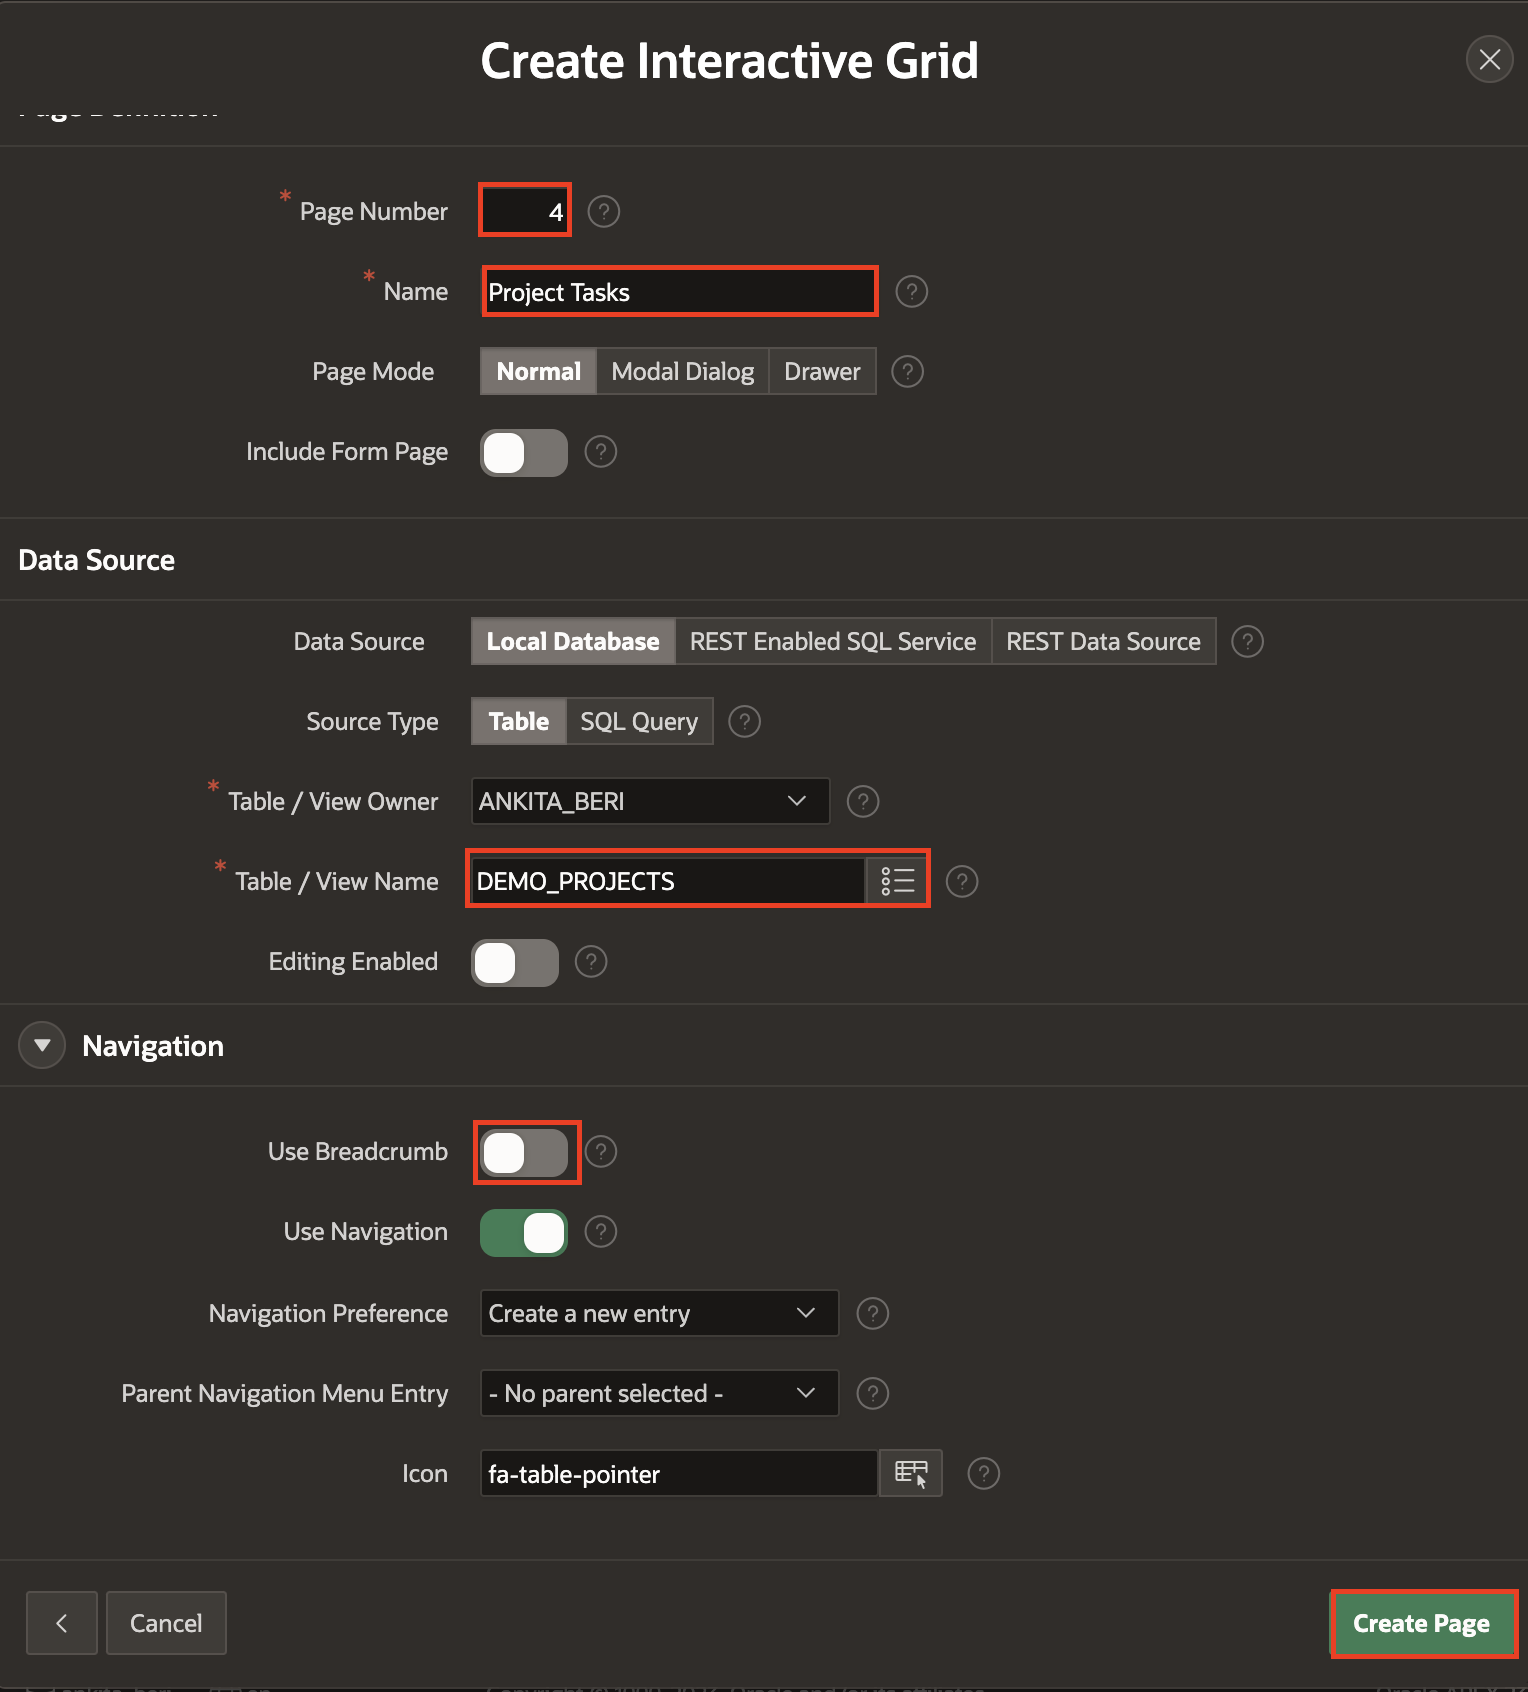 Create Interactive Grid
Page Definition
* Page Number 4 ?
* Name Project Tasks ?
Page Mode Normal Modal Dialog Drawer ?
Include Form Page ?
Data Source
Data Source Local Database REST Enabled SQL Service REST Data Source ?
Source Type Table SQL Query ?
* Table / View Owner ANKITA_BERI ?
* Table / View Name DEMO_PROJECTS ?
Editing Enabled ?
Navigation
Use Breadcrumb ?
Use Navigation ?
Navigation Preference Create a new entry ?
Parent Navigation Menu Entry - No parent selected - ?
Icon fa-table-pointer ?
Cancel Create Page